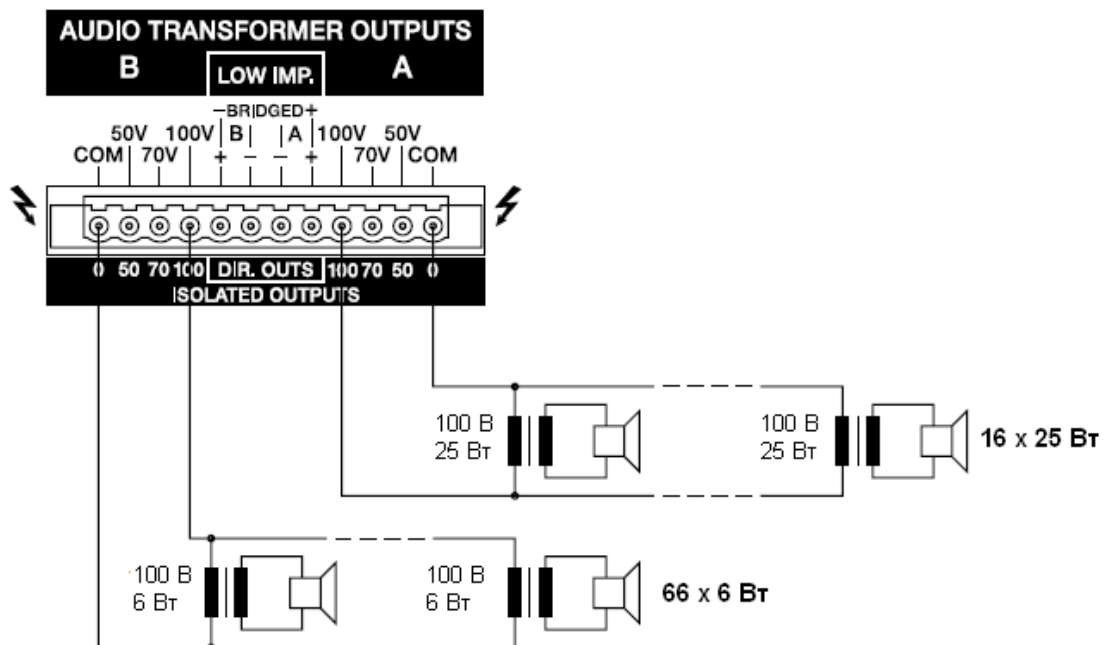 AUDIO TRANSFORMER OUTPUTS
B LOW IMP. A
−BRIDGED+
50V 100V B A 100V 50V
COM 70V + − − + 70V COM
0 50 70 100 DIR. OUTS 100 70 50 0
ISOLATED OUTPUTS
100 В 100 В
25 Вт 25 Вт
16 x 25 Вт
100 В 100 В
6 Вт 6 Вт
66 x 6 Вт